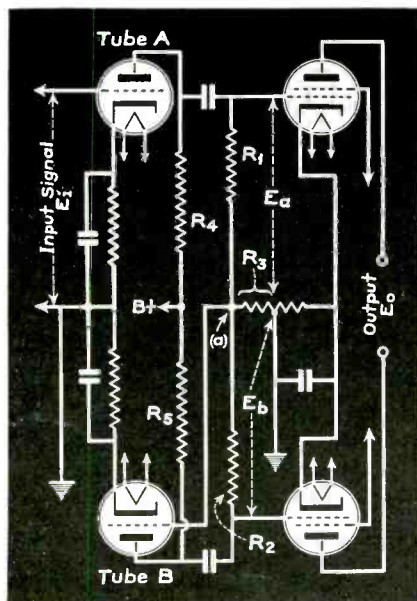 Tube A
Input Signal
Ei
R1
R4
Ea
R3
B+
(a)
Output
Eo
R5
Eb
R2
Tube B